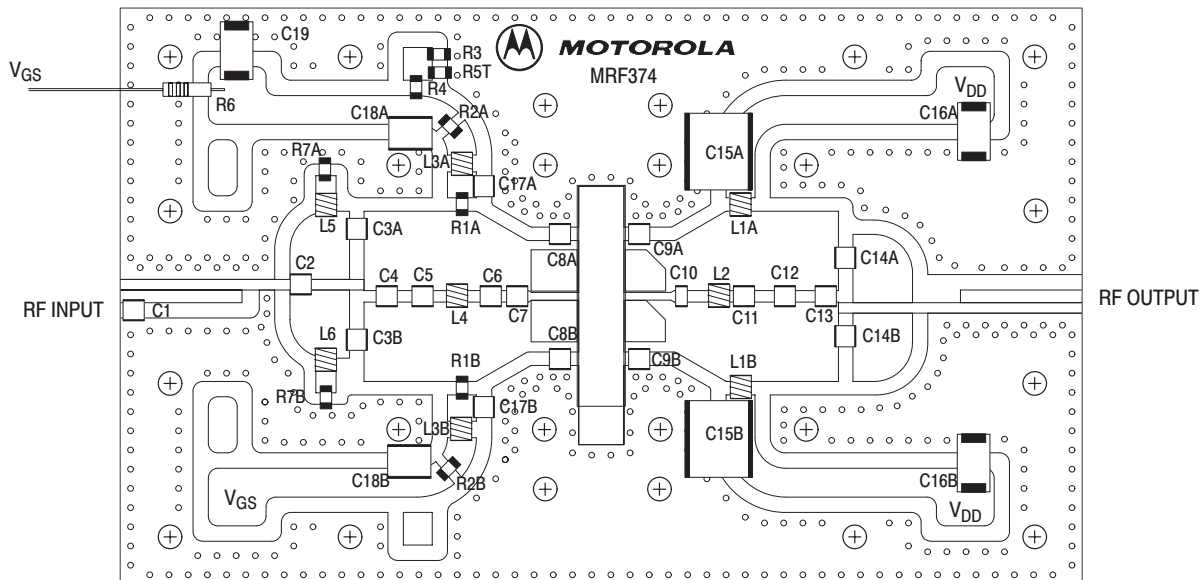 C19
MOTOROLA
MRF374
VGS
R6
R3
R5T
R4
C18A
R2A
C15A
C16A
VDD
R7A
L3A
C17A
L5
C3A
R1A
L1A
C8A
C9A
C14A
C2
C4
C5
C6
C10
L2
C12
RF INPUT
C1
L4
C7
C11
C13
RF OUTPUT
L6
C3B
C8B
C14B
R1B
C9B
L1B
R7B
C17B
L3B
C15B
VGS
C18B
R2B
C16B
VDD